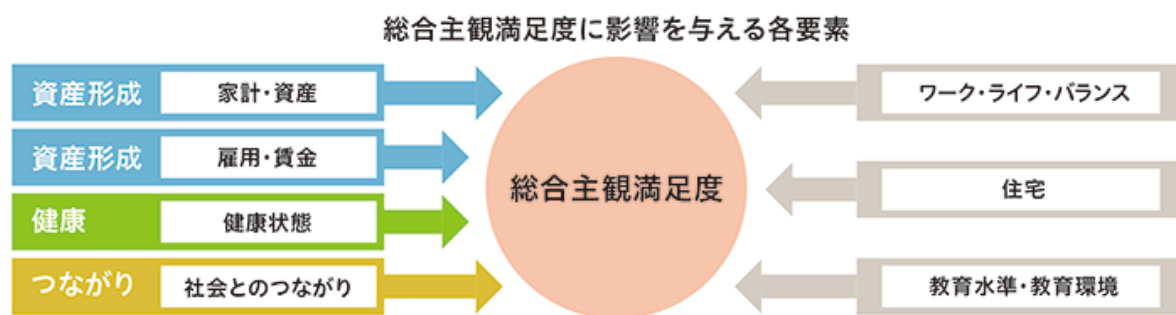 総合主観満足度に影響を与える各要素
資産形成 家計・資産
資産形成 雇用・賃金
健康 健康状態
つながり 社会とのつながり
総合主観満足度
ワーク・ライフ・バランス
住宅
教育水準・教育環境